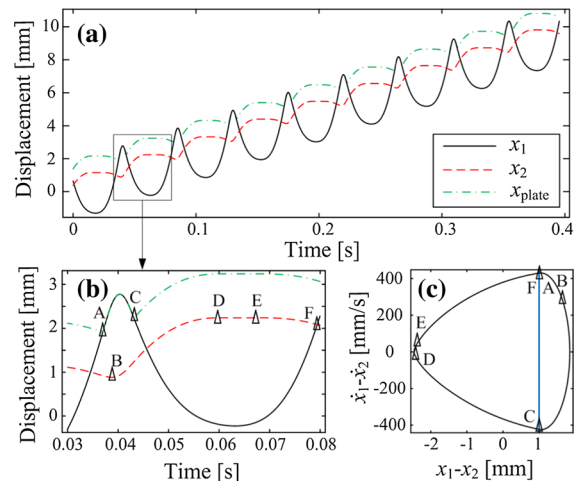 (a)
Displacement [mm]
10
8
6
4
2
0
x₁
x₂
x_plate
0
0.1
0.2
0.3
0.4
Time [s]
(b)
Displacement [mm]
3
2
1
0
A
B
C
D
E
F
0.03
0.04
0.05
0.06
0.07
0.08
Time [s]
(c)
ẋ₁-ẋ₂ [mm/s]
400
200
0
-200
-400
F
A
B
E
D
C
-2
-1
0
1
x₁-x₂ [mm]